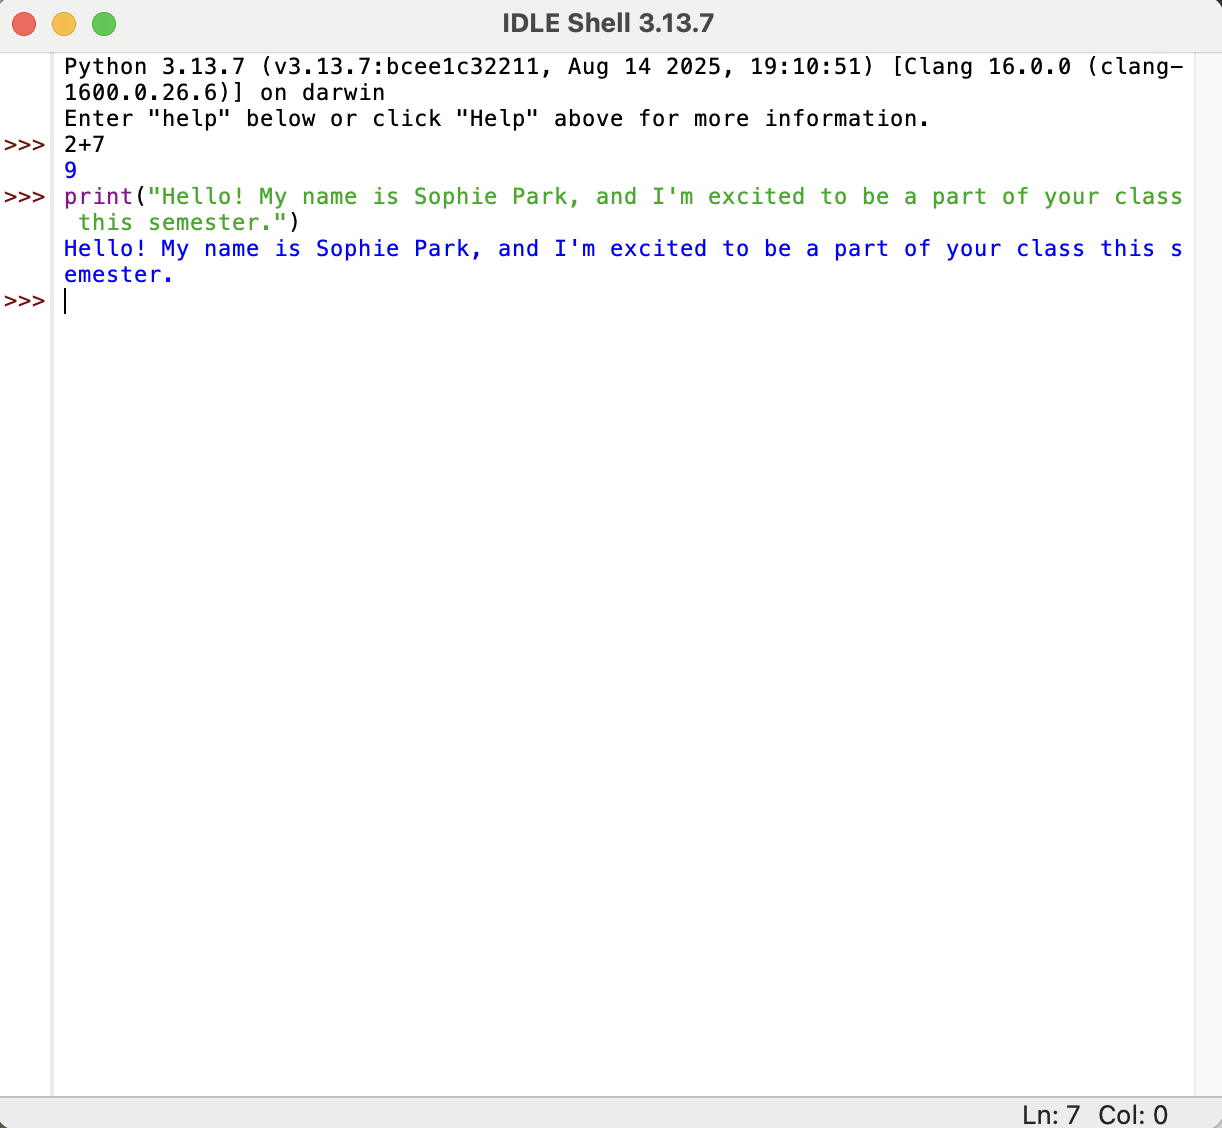 IDLE Shell 3.13.7
Python 3.13.7 (v3.13.7:bcee1c32211, Aug 14 2025, 19:10:51) [Clang 16.0.0 (clang-
1600.0.26.6)] on darwin
Enter "help" below or click "Help" above for more information.
>>> 2+7
9
>>> print("Hello! My name is Sophie Park, and I'm excited to be a part of your class
 this semester.")
Hello! My name is Sophie Park, and I'm excited to be a part of your class this s
emester.
>>>
Ln: 7 Col: 0